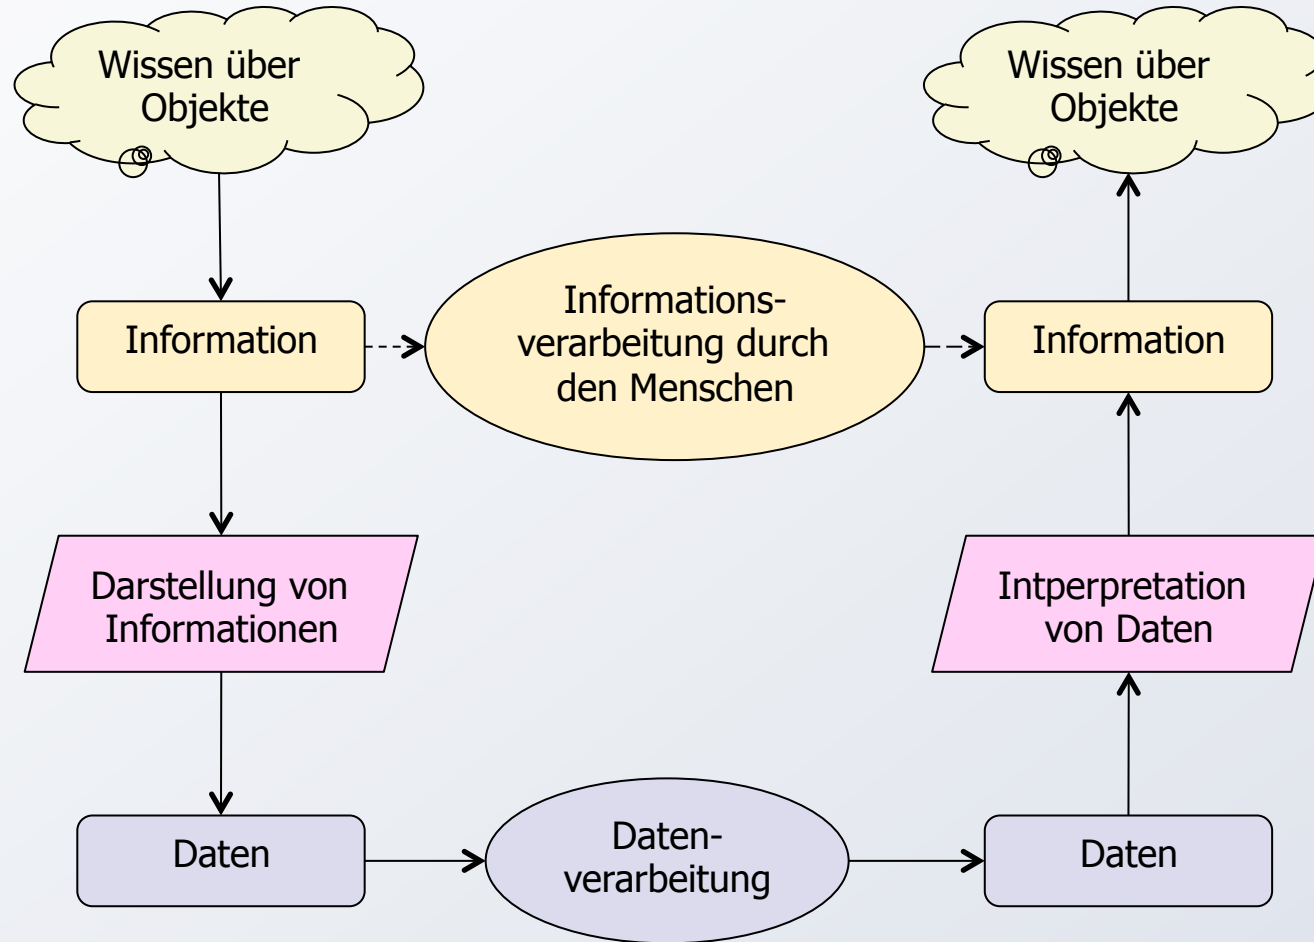 Wissen über
Objekte
Wissen über
Objekte
Information
Informations-
verarbeitung durch
den Menschen
Information
Darstellung von
Informationen
Intperpretation
von Daten
Daten
Daten-
verarbeitung
Daten